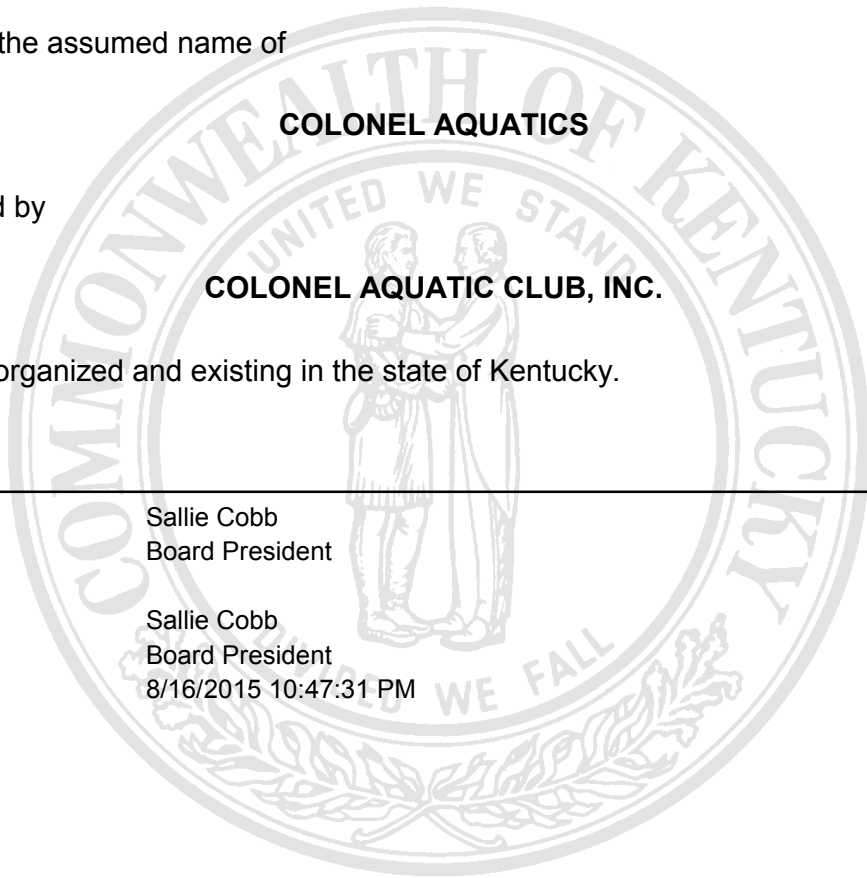 the assumed name of
COLONEL AQUATICS
d by
COLONEL AQUATIC CLUB, INC.
organized and existing in the state of Kentucky.
Sallie Cobb
Board President
Sallie Cobb
Board President
8/16/2015 10:47:31 PM
COMMONWEALTH OF KENTUCKY
UNITED WE STAND
DIVIDED WE FALL